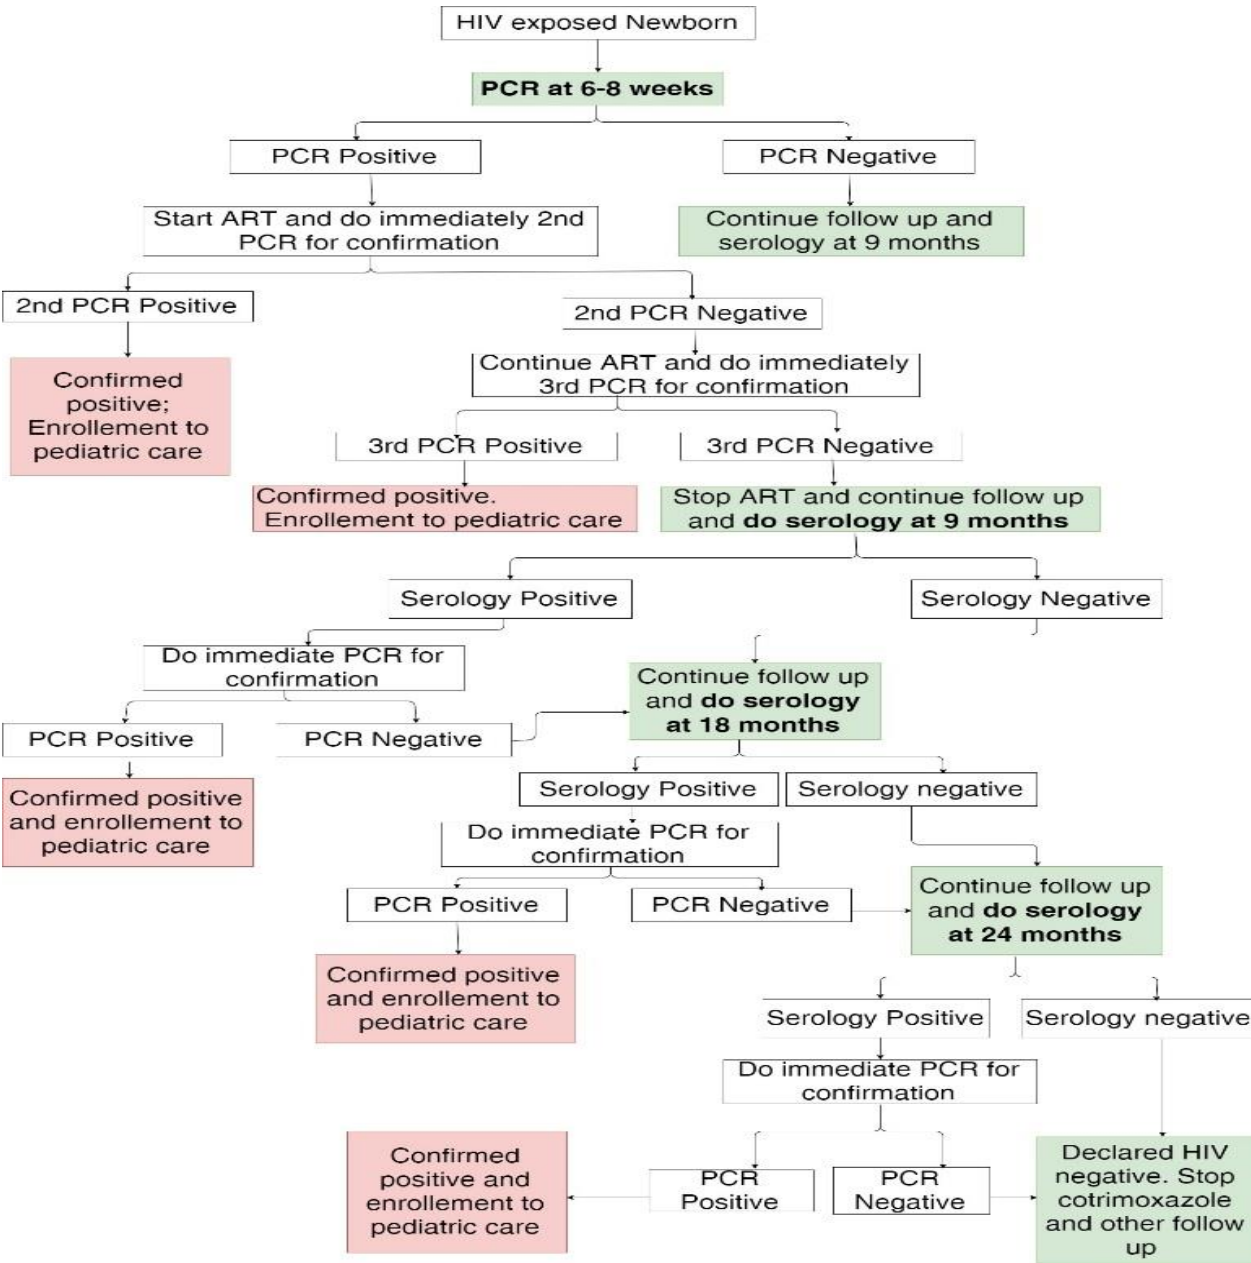 HIV exposed Newborn
PCR at 6-8 weeks
PCR Positive
PCR Negative
Start ART and do immediately 2nd
PCR for confirmation
Continue follow up and
serology at 9 months
2nd PCR Positive
2nd PCR Negative
Confirmed
positive;
Enrollement to
pediatric care
Continue ART and do immediately
3rd PCR for confirmation
3rd PCR Positive
3rd PCR Negative
Confirmed positive.
Enrollement to pediatric care
Stop ART and continue follow up
and do serology at 9 months
Serology Positive
Serology Negative
Do immediate PCR for
confirmation
Continue follow up
and do serology
at 18 months
PCR Positive
PCR Negative
Confirmed positive
and enrollement to
pediatric care
Serology Positive
Serology negative
Do immediate PCR for
confirmation
Continue follow up
and do serology
at 24 months
PCR Positive
PCR Negative
Confirmed positive
and enrollement to
pediatric care
Serology Positive
Serology negative
Do immediate PCR for
confirmation
Confirmed
positive and
enrollement to
pediatric care
PCR
Positive
PCR
Negative
Declared HIV
negative. Stop
cotrimoxazole
and other follow
up